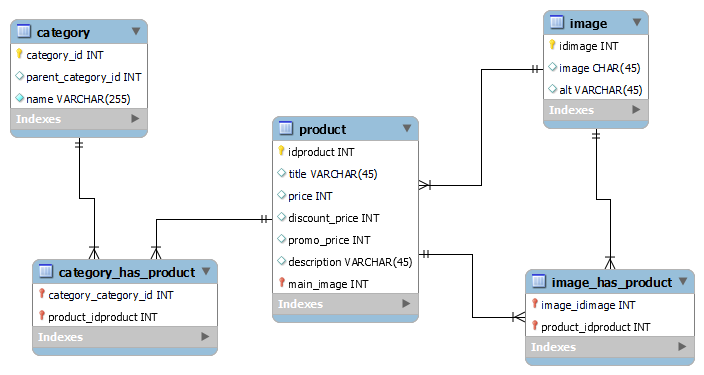 category
category_id INT
parent_category_id INT
name VARCHAR(255)
Indexes
image
idimage INT
image CHAR(45)
alt VARCHAR(45)
Indexes
product
idproduct INT
title VARCHAR(45)
price INT
discount_price INT
promo_price INT
description VARCHAR(45)
main_image INT
Indexes
category_has_product
category_category_id INT
product_idproduct INT
Indexes
image_has_product
image_idimage INT
product_idproduct INT
Indexes